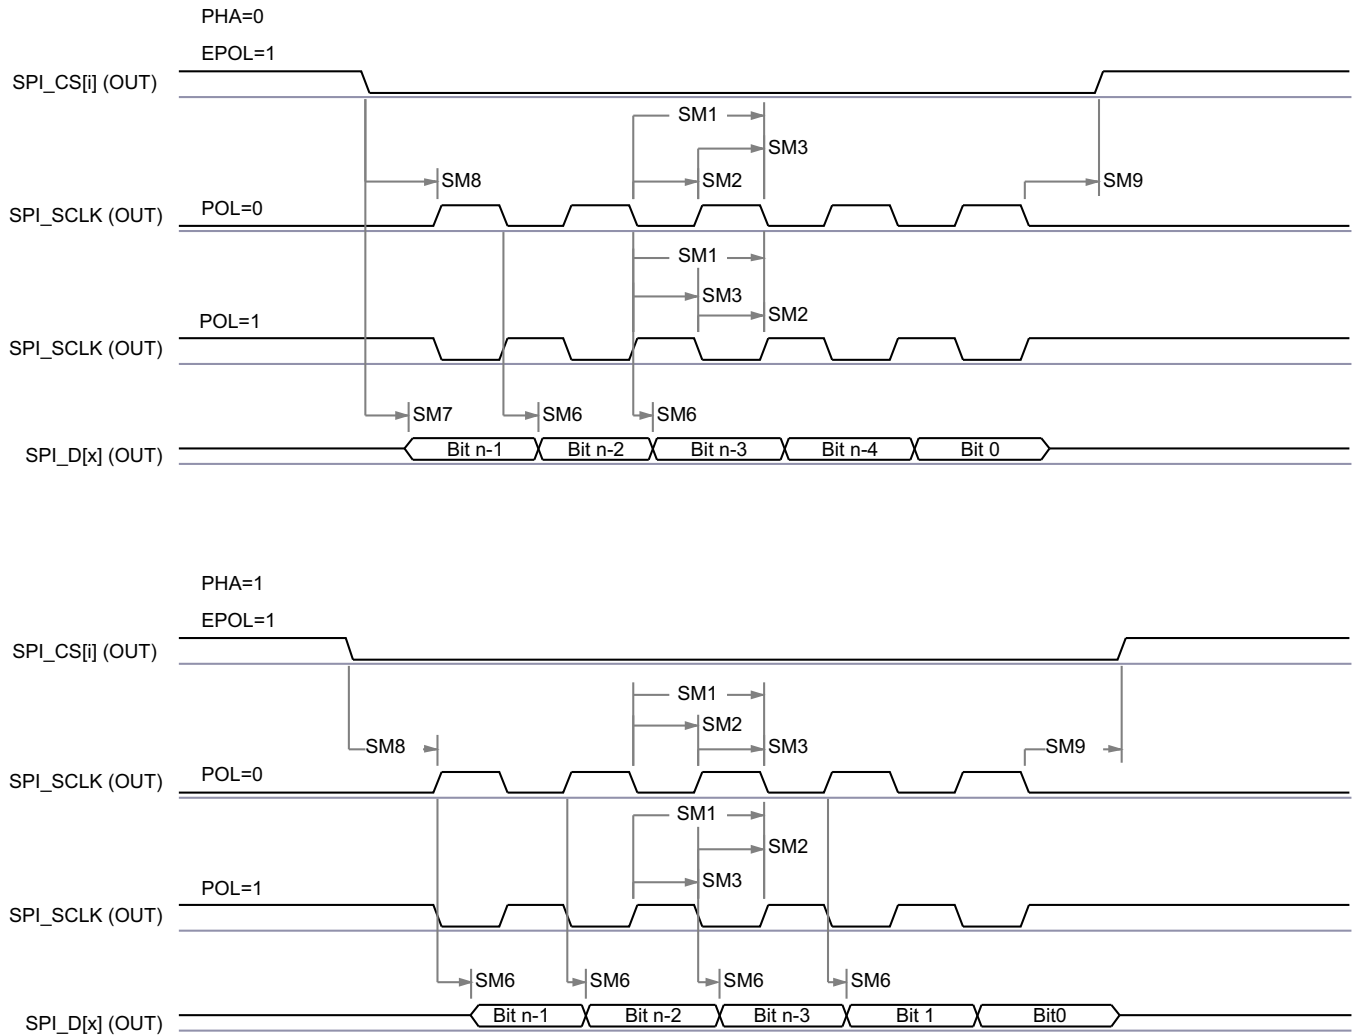 PHA=0
EPOL=1
SPI_CS[i] (OUT)
SM1
SM3
SM8
SM2
SM9
SPI_SCLK (OUT)
POL=0
SM1
SM3
SM2
POL=1
SPI_SCLK (OUT)
SM7
SM6
SM6
SPI_D[x] (OUT)
Bit n-1
Bit n-2
Bit n-3
Bit n-4
Bit 0
PHA=1
EPOL=1
SPI_CS[i] (OUT)
SM1
SM2
SM8
SM3
SM9
SPI_SCLK (OUT)
POL=0
SM1
SM2
SM3
POL=1
SPI_SCLK (OUT)
SM6
SM6
SM6
SM6
SPI_D[x] (OUT)
Bit n-1
Bit n-2
Bit n-3
Bit 1
Bit0